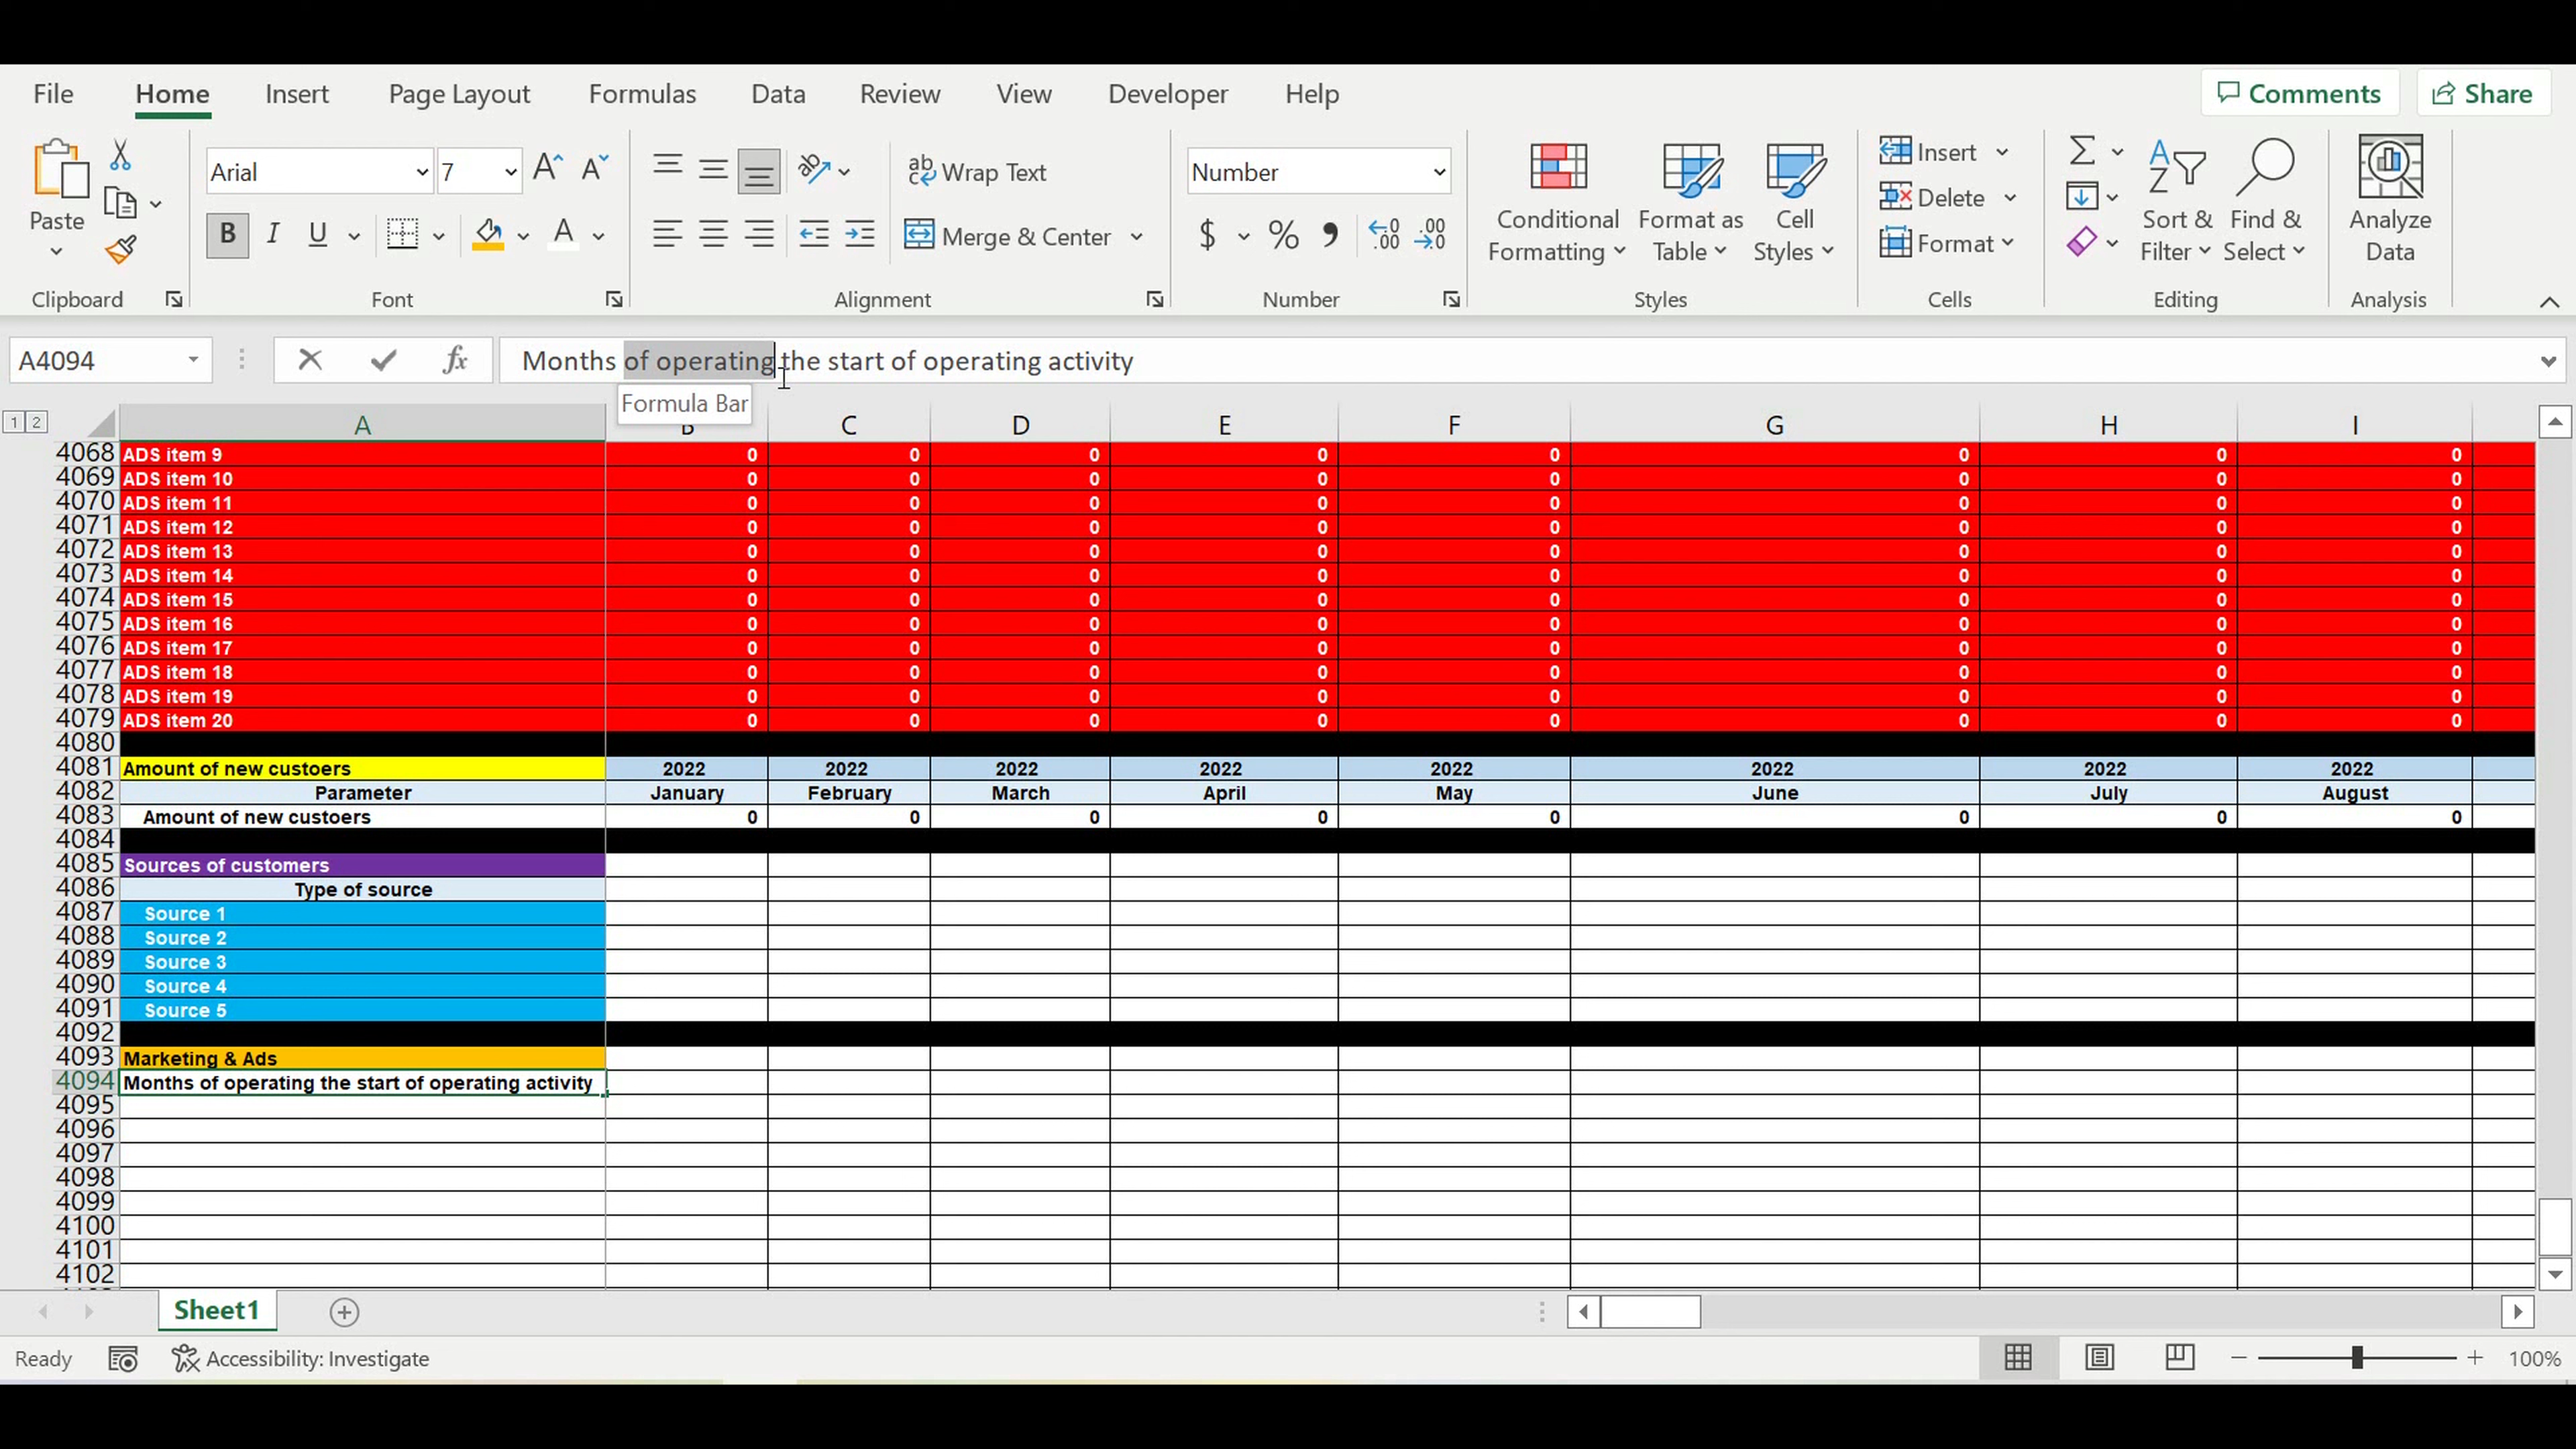 File Home Insert Page Layout Formulas Data Review View Developer Help Comments Share
Arial 7 ab Wrap Text Number Insert
Paste Conditional Formatting Format as Table Cell Styles Delete Sort & Filter Find & Select Analyze Data
B I U A Merge & Center $ % Format
Clipboard Font Alignment Number Styles Cells Editing Analysis
A4094 fx Months of operating the start of operating activity
Formula Bar
1 2 A B C D E F G H I
4068 ADS item 9 0 0 0 0 0 0 0 0
4069 ADS item 10 0 0 0 0 0 0 0 0
4070 ADS item 11 0 0 0 0 0 0 0 0
4071 ADS item 12 0 0 0 0 0 0 0 0
4072 ADS item 13 0 0 0 0 0 0 0 0
4073 ADS item 14 0 0 0 0 0 0 0 0
4074 ADS item 15 0 0 0 0 0 0 0 0
4075 ADS item 16 0 0 0 0 0 0 0 0
4076 ADS item 17 0 0 0 0 0 0 0 0
4077 ADS item 18 0 0 0 0 0 0 0 0
4078 ADS item 19 0 0 0 0 0 0 0 0
4079 ADS item 20 0 0 0 0 0 0 0 0
4080
4081 Amount of new custoers 2022 2022 2022 2022 2022 2022 2022 2022
4082 Parameter January February March April May June July August
4083 Amount of new custoers 0 0 0 0 0 0 0 0
4084
4085 Sources of customers
4086 Type of source
4087 Source 1
4088 Source 2
4089 Source 3
4090 Source 4
4091 Source 5
4092
4093 Marketing & Ads
4094 Months of operating the start of operating activity
4095
4096
4097
4098
4099
4100
4101
4102
Sheet1
Ready Accessibility: Investigate 100%